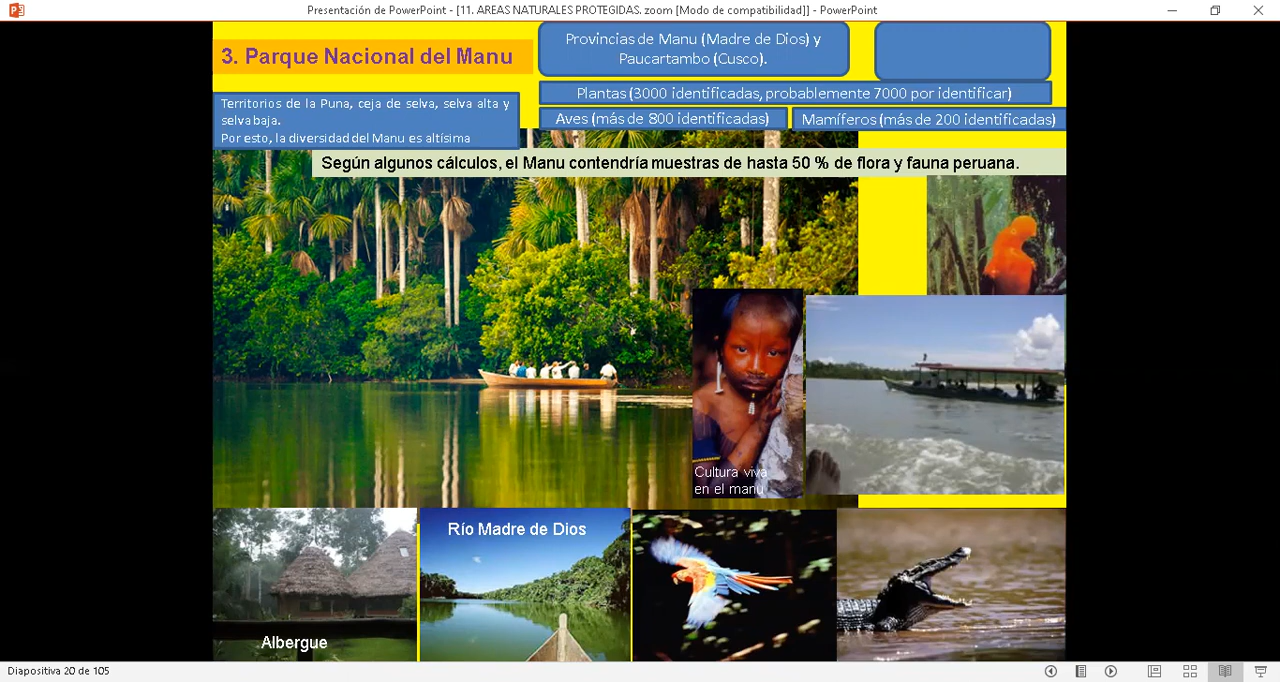 Presentación de PowerPoint - [11. AREAS NATURALES PROTEGIDAS. zoom [Modo de compatibilidad]] - PowerPoint
3. Parque Nacional del Manu
Provincias de Manu (Madre de Dios) y
Paucartambo (Cusco).
Territorios de la Puna, ceja de selva, selva alta y
selva baja.
Por esto, la diversidad del Manu es altísima
Plantas (3000 identificadas, probablemente 7000 por identificar)
Aves (más de 800 identificadas)
Mamíferos (más de 200 identificadas)
Según algunos cálculos, el Manu contendría muestras de hasta 50 % de flora y fauna peruana.
Cultura viva
en el manu
Albergue
Río Madre de Dios
Diapositiva 20 de 105